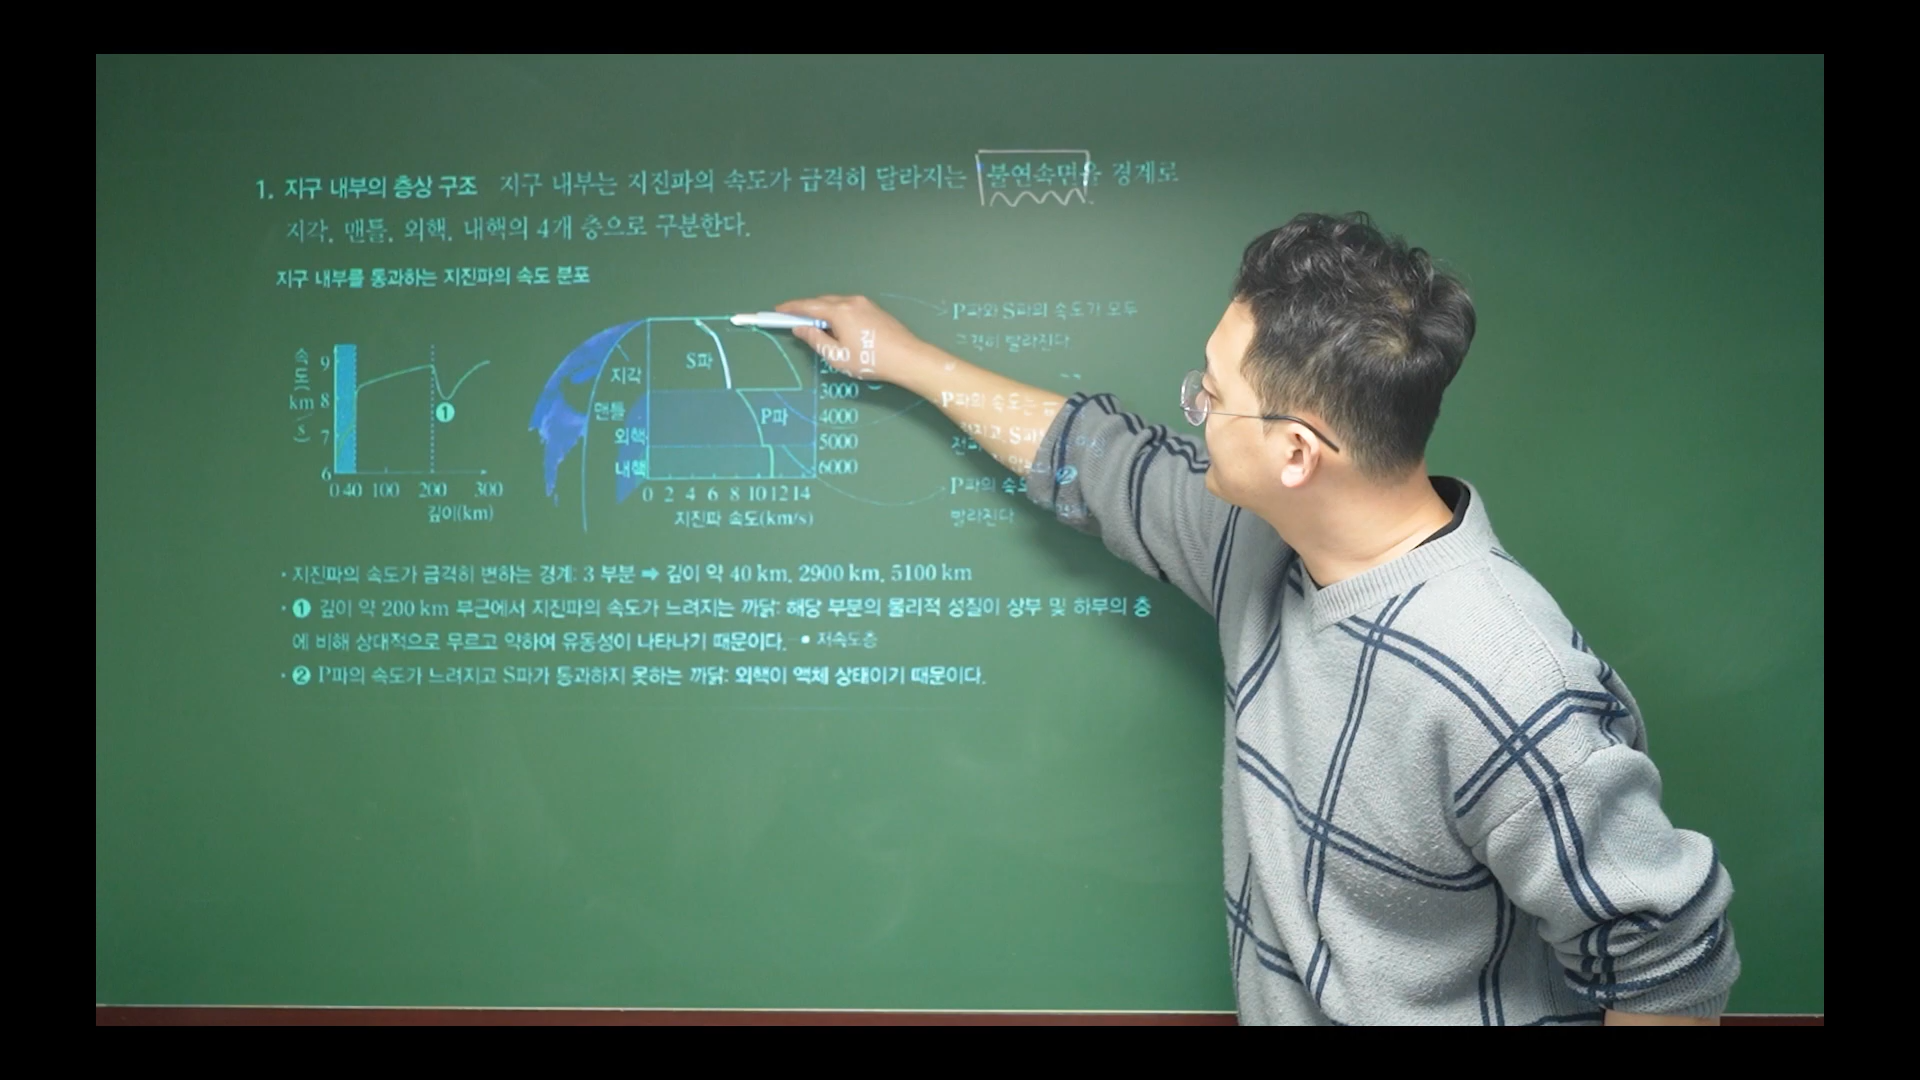 1. 지구 내부의 층상 구조 지구 내부는 지진파의 속도가 급격히 달라지는 불연속면을 경계로
지각, 맨틀, 외핵, 내핵의 4개 층으로 구분한다.
지구 내부를 통과하는 지진파의 속도 분포
속도(km/s)
9
8
7
6
❶
0 40 100 200 300
깊이(km)
지각
맨틀
외핵
내핵
S파
P파
0 2 4 6 8 10 12 14
지진파 속도(km/s)
깊이
1000
3000
4000
5000
6000
P파와 S파의 속도가 모두
급격히 빨라진다
P파의 속도는
S파
❷
P파의 속
빨라진다
· 지진파의 속도가 급격히 변하는 경계: 3 부분 ➡ 깊이 약 40 km, 2900 km, 5100 km
· ❶ 깊이 약 200 km 부근에서 지진파의 속도가 느려지는 까닭: 해당 부분의 물리적 성질이 상부 및 하부의 층
에 비해 상대적으로 무르고 약하여 유동성이 나타나기 때문이다. ● 저속도층
· ❷ P파의 속도가 느려지고 S파가 통과하지 못하는 까닭: 외핵이 액체 상태이기 때문이다.